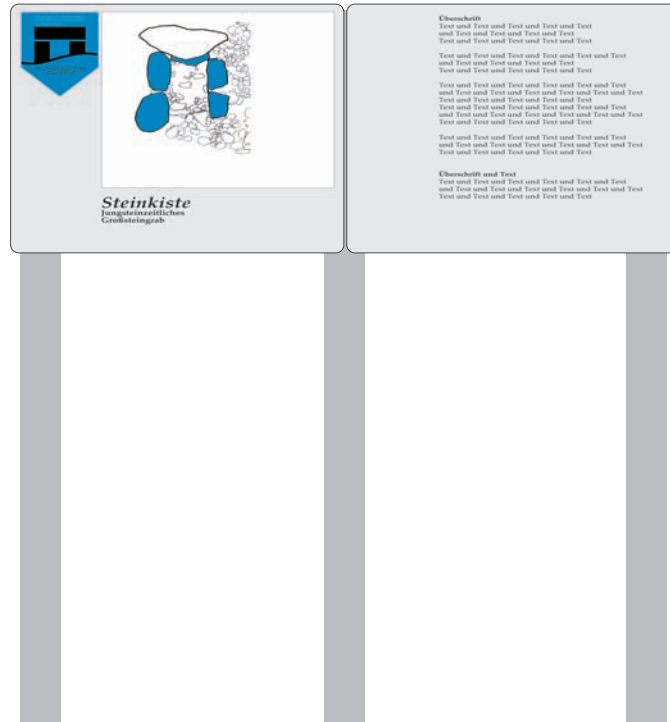 Steinkiste
Jungsteinzeitliches
Großsteingrab
Überschrift
Text und Text und Text und Text und Text
und Text und Text und Text und Text
Text und Text und Text und Text und Text
Text und Text und Text und Text und Text und Text
und Text und Text und Text und Text
Text und Text und Text und Text und Text
Text und Text und Text und Text und Text und Text
und Text und Text und Text und Text und Text und Text
Text und Text und Text und Text und Text
Text und Text und Text und Text und Text und Text
und Text und Text und Text und Text und Text und Text
Text und Text und Text und Text und Text
Text und Text und Text und Text und Text und Text
und Text und Text und Text und Text und Text und Text
Text und Text und Text und Text und Text
Überschrift und Text
Text und Text und Text und Text und Text und Text
und Text und Text und Text und Text und Text und Text
Text und Text und Text und Text und Text